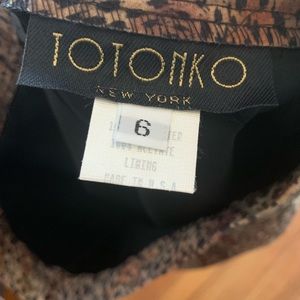 TOTONKO
NEW YORK
6
100% ACETATE
LINING
MADE IN U.S.A